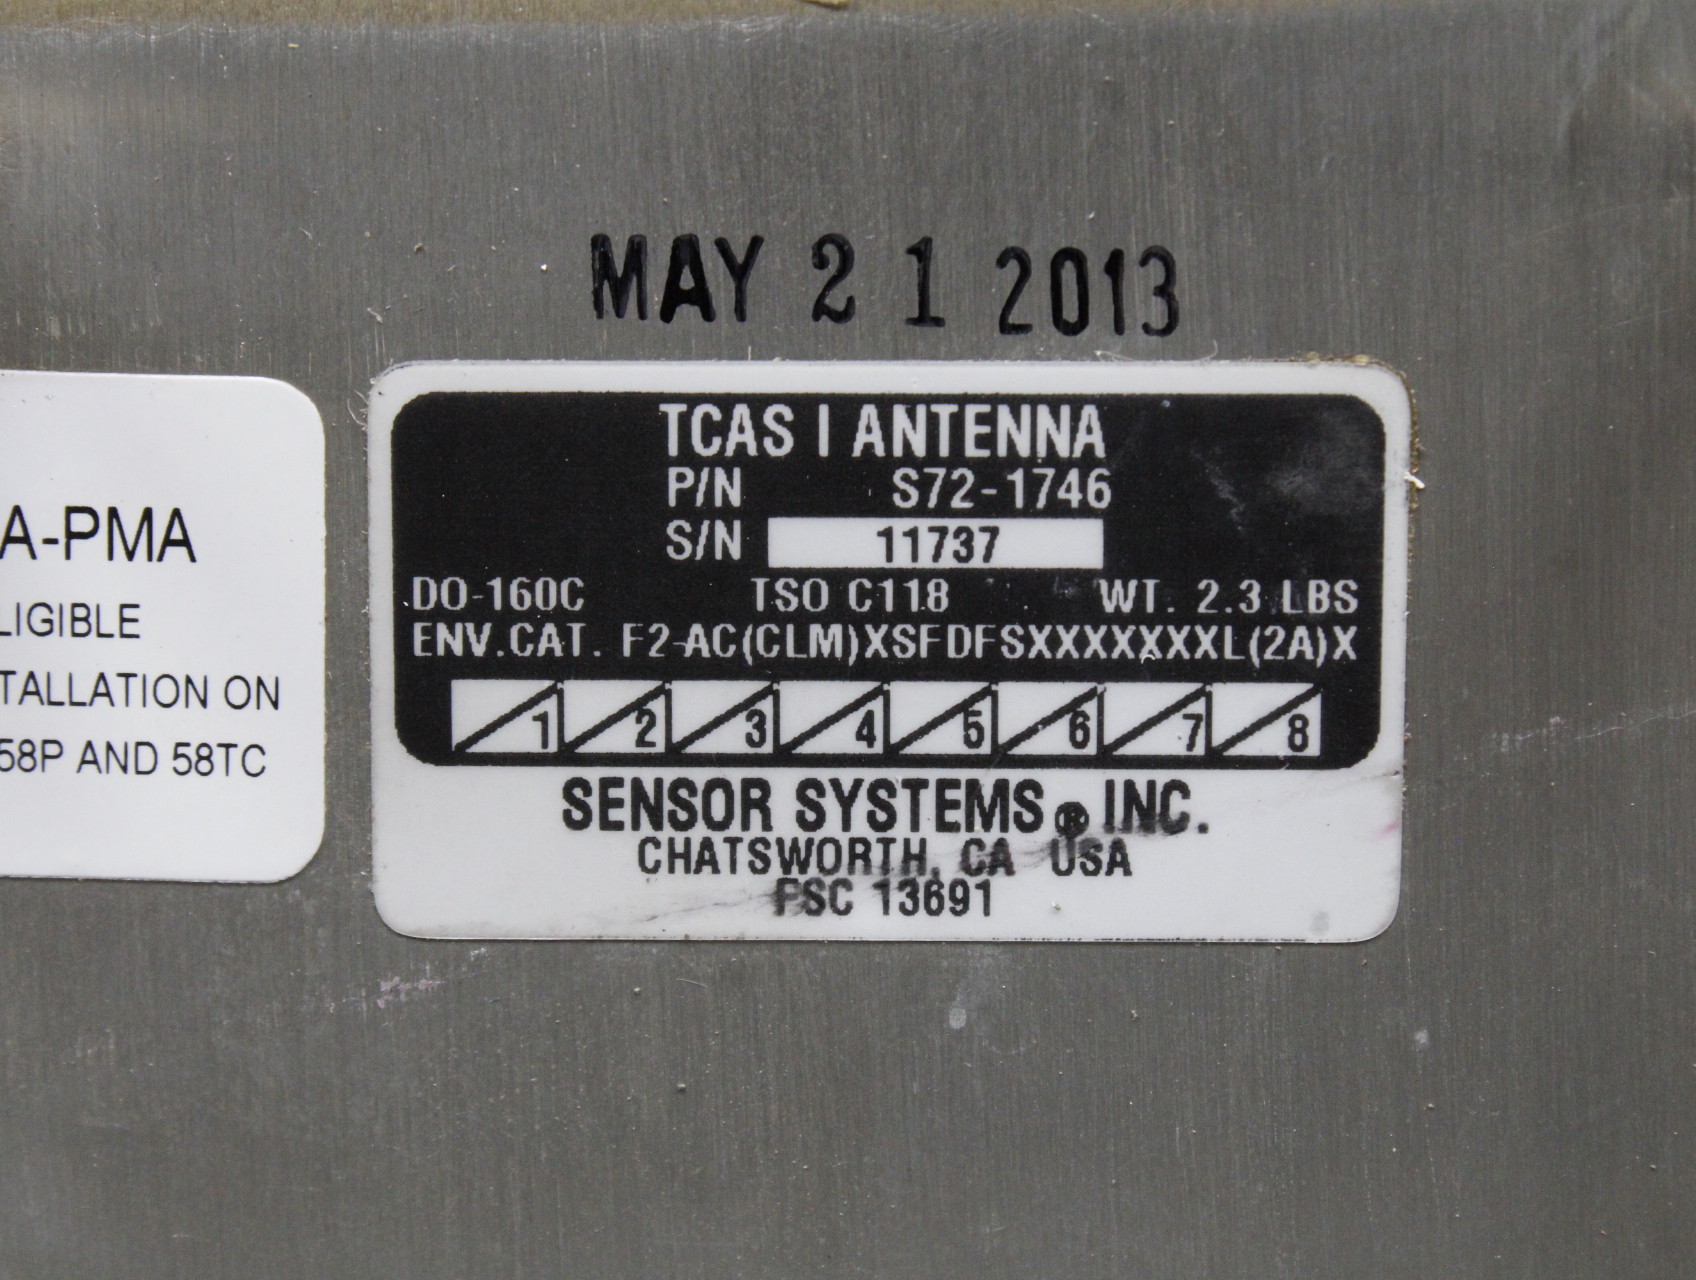 MAY 21 2013
A-PMA
LIGIBLE
TALLATION ON
58P AND 58TC
TCAS I ANTENNA
P/N S72-1746
S/N 11737
DO-160C TSO C118 WT. 2.3 LBS
ENV.CAT. F2-AC(CLM)XSFDFSXXXXXXXL(2A)X
1 2 3 4 5 6 7 8
SENSOR SYSTEMS® INC.
CHATSWORTH, CA USA
FSC 13691